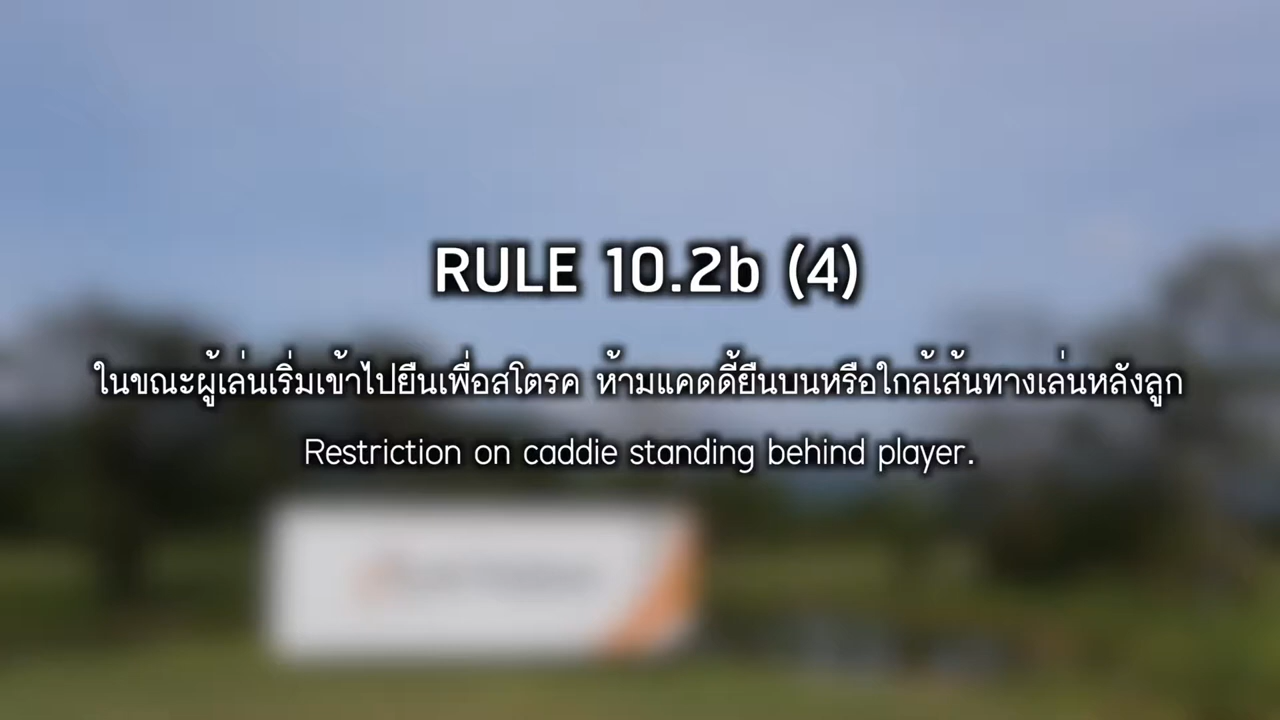 RULE 10.2b (4)
ในขณะผู้เล่นเริ่มเข้าไปยืนเพื่อสโตรค ห้ามแคดดี้ยืนบนหรือใกล้เส้นทางเล่นหลังลูก
Restriction on caddie standing behind player.